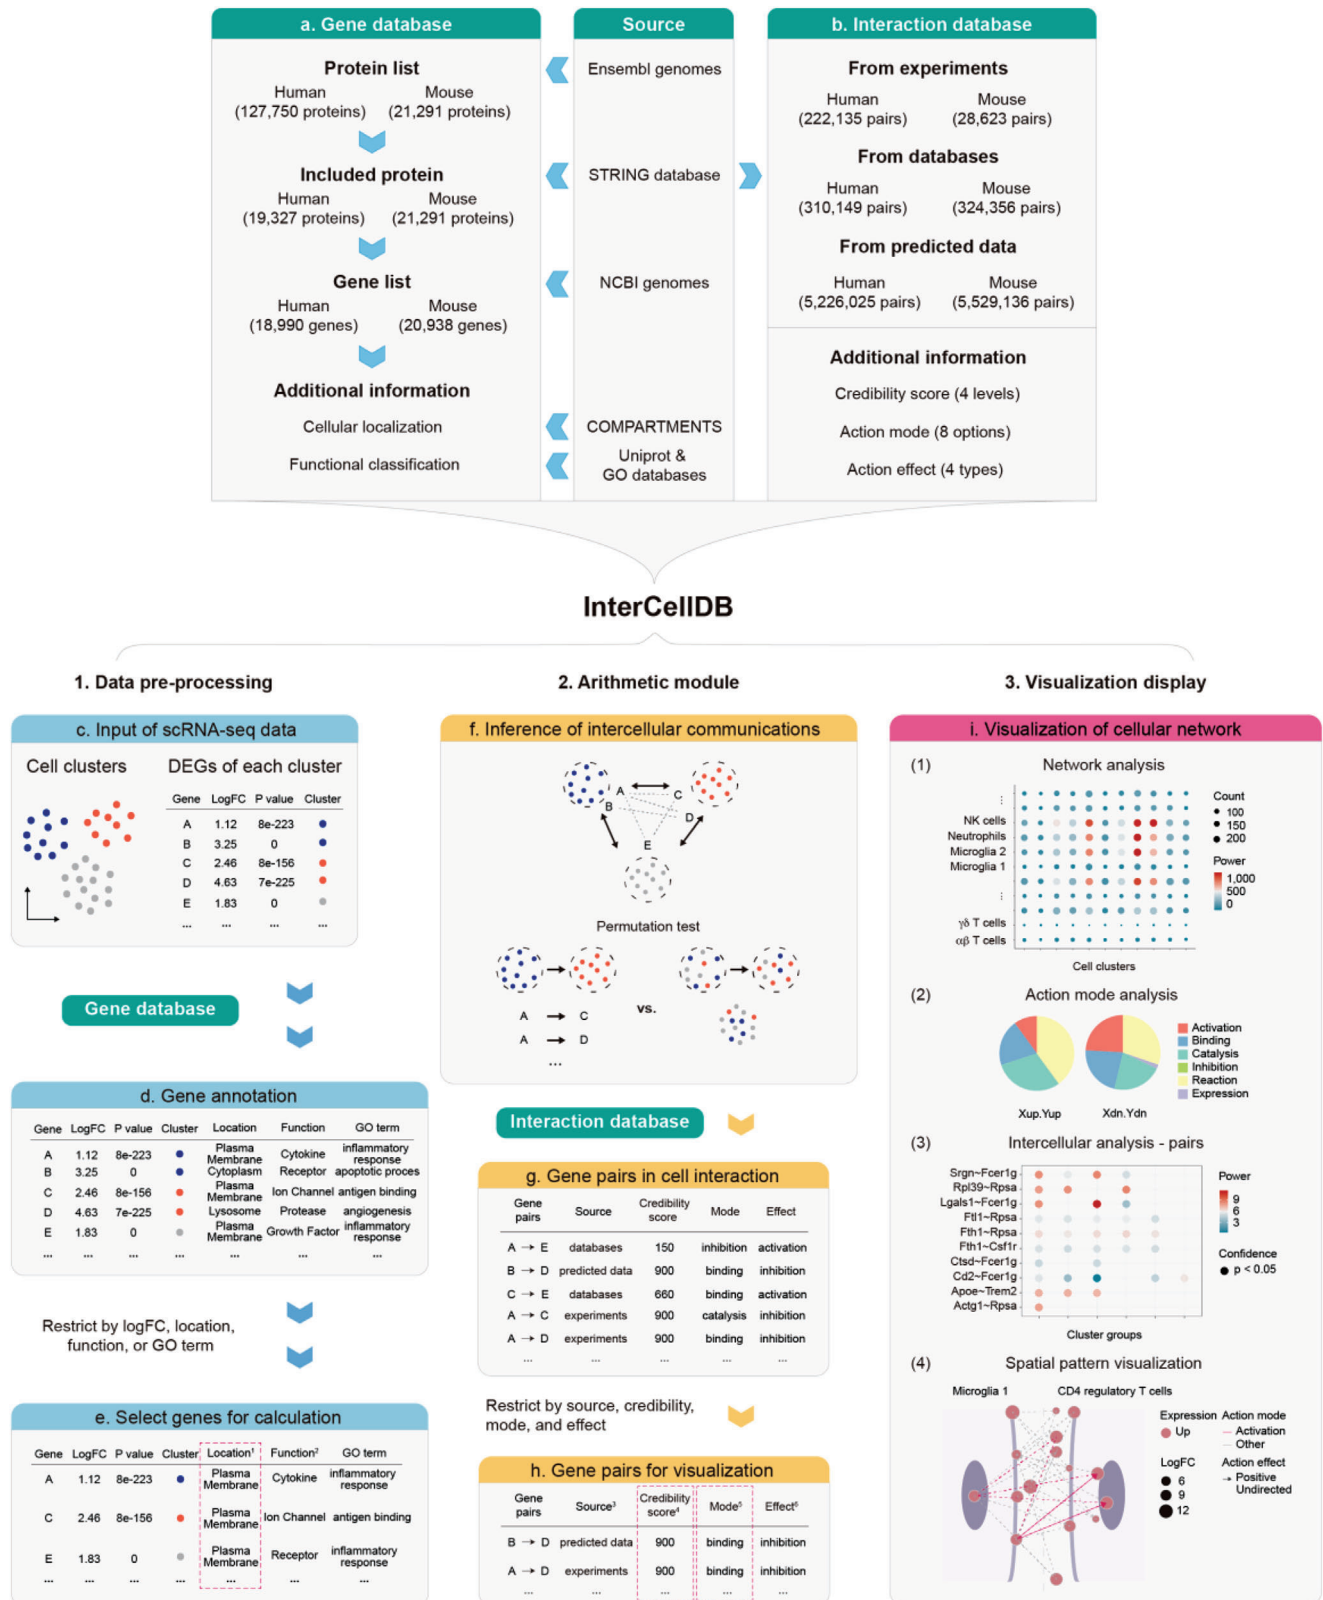 a. Gene database
Source
b. Interaction database
Protein list
Human Mouse
(127,750 proteins) (21,291 proteins)
Included protein
Human Mouse
(19,327 proteins) (21,291 proteins)
Gene list
Human Mouse
(18,990 genes) (20,938 genes)
Additional information
Cellular localization
Functional classification
Ensembl genomes
STRING database
NCBI genomes
COMPARTMENTS
Uniprot &
GO databases
From experiments
Human Mouse
(222,135 pairs) (28,623 pairs)
From databases
Human Mouse
(310,149 pairs) (324,356 pairs)
From predicted data
Human Mouse
(5,226,025 pairs) (5,529,136 pairs)
Additional information
Credibility score (4 levels)
Action mode (8 options)
Action effect (4 types)
InterCellDB
1. Data pre-processing
c. Input of scRNA-seq data
Cell clusters DEGs of each cluster
Gene LogFC P value Cluster
A 1.12 8e-223
B 3.25 0
C 2.46 8e-156
D 4.63 7e-225
E 1.83 0
... ... ... ...
Gene database
d. Gene annotation
Gene LogFC P value Cluster Location Function GO term
A 1.12 8e-223 Plasma Membrane Cytokine inflammatory response
B 3.25 0 Cytoplasm Receptor apoptotic proces
C 2.46 8e-156 Plasma Membrane Ion Channel antigen binding
D 4.63 7e-225 Lysosome Protease angiogenesis
E 1.83 0 Plasma Membrane Growth Factor inflammatory response
... ... ... ... ... ... ...
Restrict by logFC, location,
function, or GO term
e. Select genes for calculation
Gene LogFC P value Cluster Location¹ Function² GO term
A 1.12 8e-223 Plasma Membrane Cytokine inflammatory response
C 2.46 8e-156 Plasma Membrane Ion Channel antigen binding
E 1.83 0 Plasma Membrane Receptor inflammatory response
... ... ... ... ... ... ...
2. Arithmetic module
f. Inference of intercellular communications
A
C
B
D
E
Permutation test
vs.
A → C
A → D
...
Interaction database
g. Gene pairs in cell interaction
Gene pairs Source Credibility score Mode Effect
A → E databases 150 inhibition activation
B → D predicted data 900 binding inhibition
C → E databases 660 binding activation
A → C experiments 900 catalysis inhibition
A → D experiments 900 binding inhibition
... ... ... ... ...
Restrict by source, credibility,
mode, and effect
h. Gene pairs for visualization
Gene pairs Source³ Credibility score⁴ Mode⁵ Effect⁶
B → D predicted data 900 binding inhibition
A → D experiments 900 binding inhibition
... ... ... ... ...
3. Visualization display
i. Visualization of cellular network
(1) Network analysis
⋮
NK cells
Neutrophils
Microglia 2
Microglia 1
⋮
γδ T cells
αβ T cells
Cell clusters
Count
100
150
200
Power
1,000
500
0
(2) Action mode analysis
Xup.Yup
Xdn.Ydn
Activation
Binding
Catalysis
Inhibition
Reaction
Expression
(3) Intercellular analysis - pairs
Srgn~Fcer1g
Rpl39~Rpsa
Lgals1~Fcer1g
Ftl1~Rpsa
Fth1~Rpsa
Fth1~Csf1r
Ctsd~Fcer1g
Cd2~Fcer1g
Apoe~Trem2
Actg1~Rpsa
Cluster groups
Power
9
6
3
Confidence
p < 0.05
(4) Spatial pattern visualization
Microglia 1 CD4 regulatory T cells
Expression
Up
LogFC
6
9
12
Action mode
Activation
Other
Action effect
Positive
Undirected